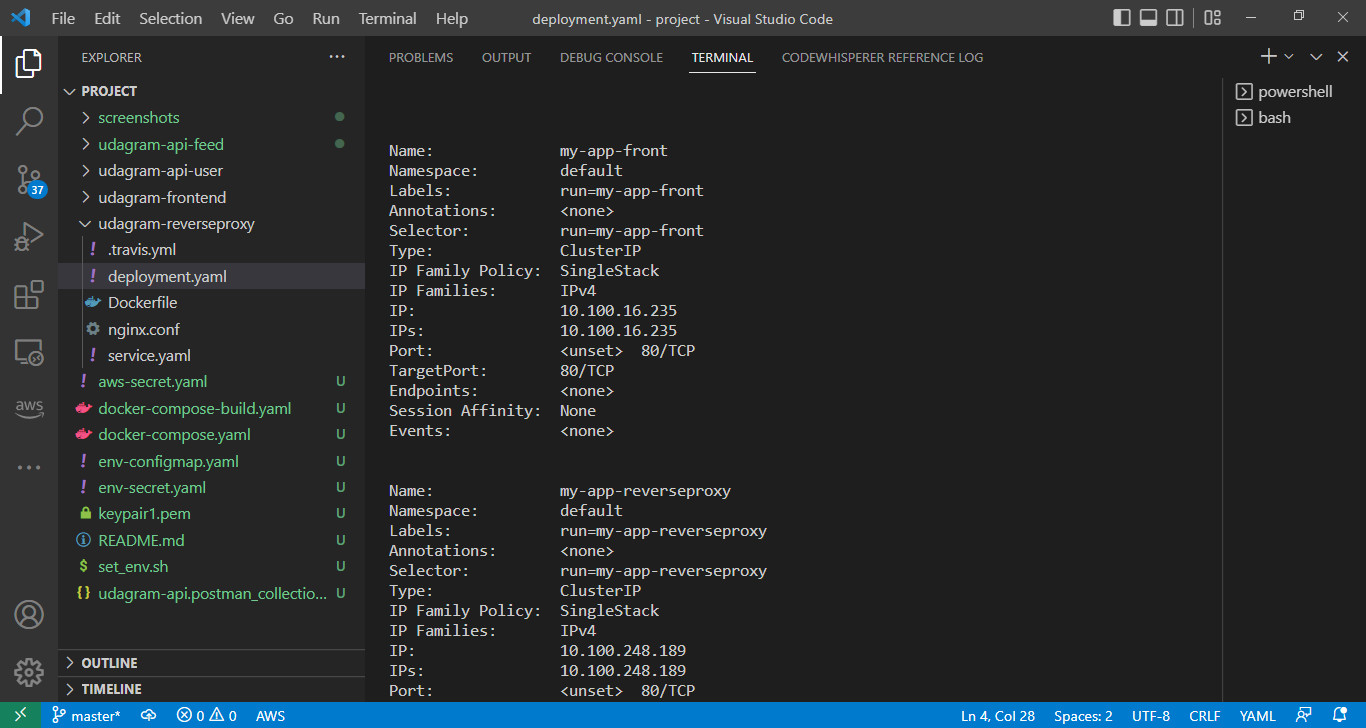 File Edit Selection View Go Run Terminal Help
deployment.yaml - project - Visual Studio Code
EXPLORER
PROJECT
screenshots
udagram-api-feed
udagram-api-user
udagram-frontend
udagram-reverseproxy
! .travis.yml
! deployment.yaml
Dockerfile
nginx.conf
! service.yaml
! aws-secret.yaml U
docker-compose-build.yaml U
docker-compose.yaml U
! env-configmap.yaml U
! env-secret.yaml U
keypair1.pem U
README.md U
$ set_env.sh U
{} udagram-api.postman_collectio... U
OUTLINE
TIMELINE
37
aws
PROBLEMS OUTPUT DEBUG CONSOLE TERMINAL CODEWHISPERER REFERENCE LOG
Name: my-app-front
Namespace: default
Labels: run=my-app-front
Annotations: <none>
Selector: run=my-app-front
Type: ClusterIP
IP Family Policy: SingleStack
IP Families: IPv4
IP: 10.100.16.235
IPs: 10.100.16.235
Port: <unset> 80/TCP
TargetPort: 80/TCP
Endpoints: <none>
Session Affinity: None
Events: <none>
Name: my-app-reverseproxy
Namespace: default
Labels: run=my-app-reverseproxy
Annotations: <none>
Selector: run=my-app-reverseproxy
Type: ClusterIP
IP Family Policy: SingleStack
IP Families: IPv4
IP: 10.100.248.189
IPs: 10.100.248.189
Port: <unset> 80/TCP
powershell
bash
master* 0 0 AWS
Ln 4, Col 28 Spaces: 2 UTF-8 CRLF YAML